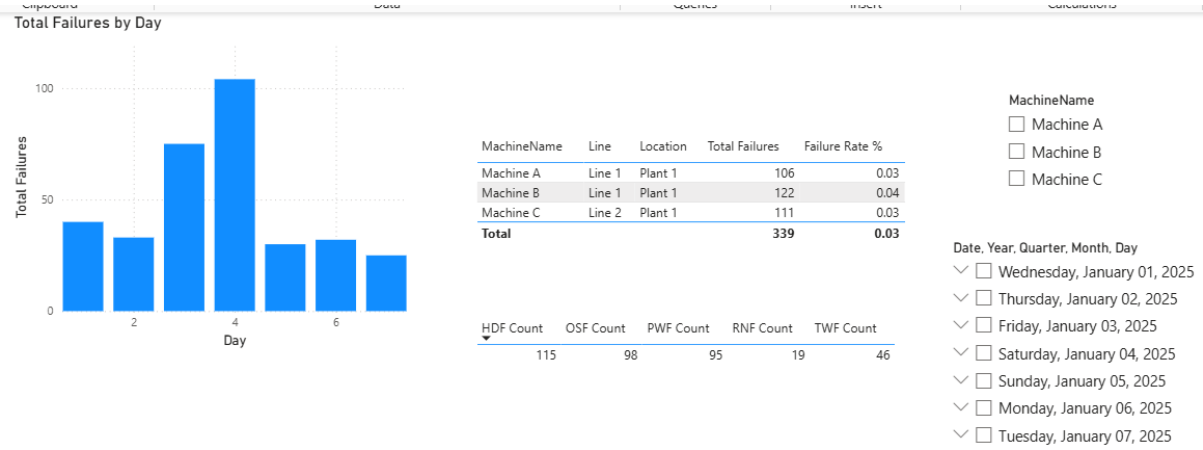 Clipboard Data Queries Insert Calculations
Total Failures by Day
100
50
0
Total Failures
2 4 6
Day
MachineName Line Location Total Failures Failure Rate %
Machine A Line 1 Plant 1 106 0.03
Machine B Line 1 Plant 1 122 0.04
Machine C Line 2 Plant 1 111 0.03
Total 339 0.03
HDF Count OSF Count PWF Count RNF Count TWF Count
115 98 95 19 46
MachineName
Machine A
Machine B
Machine C
Date, Year, Quarter, Month, Day
Wednesday, January 01, 2025
Thursday, January 02, 2025
Friday, January 03, 2025
Saturday, January 04, 2025
Sunday, January 05, 2025
Monday, January 06, 2025
Tuesday, January 07, 2025